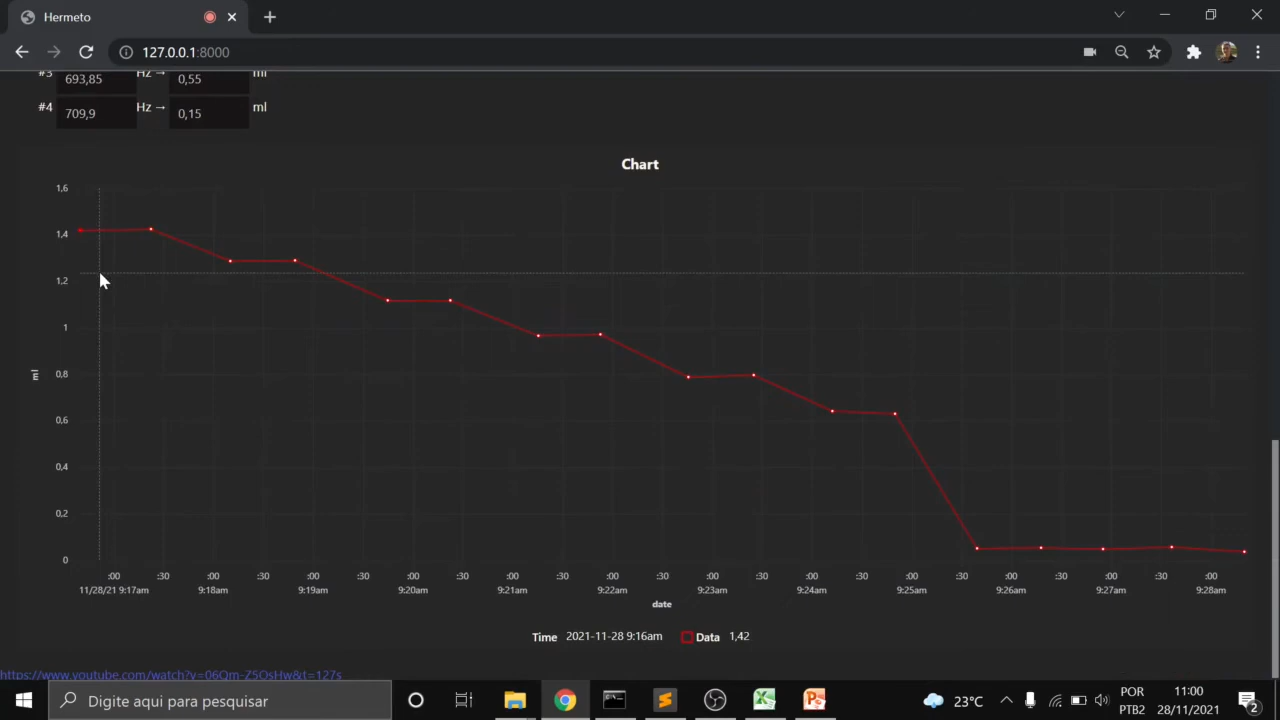 Hermeto
127.0.0.1:8000
#3 693,85 Hz → 0,55 ml
#4 709,9 Hz → 0,15 ml
Chart
1,6
1,4
1,2
1
0,8
0,6
0,4
0,2
0
ml
:00 :30 :00 :30 :00 :30 :00 :30 :00 :30 :00 :30 :00 :30 :00 :30 :00 :30 :00 :30 :00 :30 :00
11/28/21 9:17am 9:18am 9:19am 9:20am 9:21am 9:22am 9:23am 9:24am 9:25am 9:26am 9:27am 9:28am
date
Time 2021-11-28 9:16am Data 1,42
https://www.youtube.com/watch?v=06Qm-Z5OsHw&t=127s
Digite aqui para pesquisar
23°C
POR
PTB2
11:00
28/11/2021
2